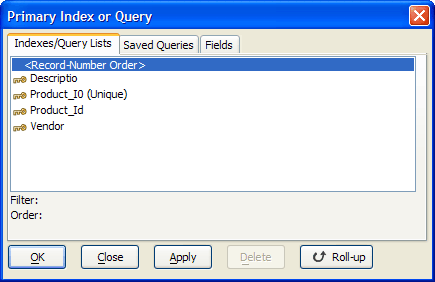 Primary Index or Query
Indexes/Query Lists Saved Queries Fields
<Record-Number Order>
Descriptio
Product_I0 (Unique)
Product_Id
Vendor
Filter:
Order:
OK Close Apply Delete Roll-up